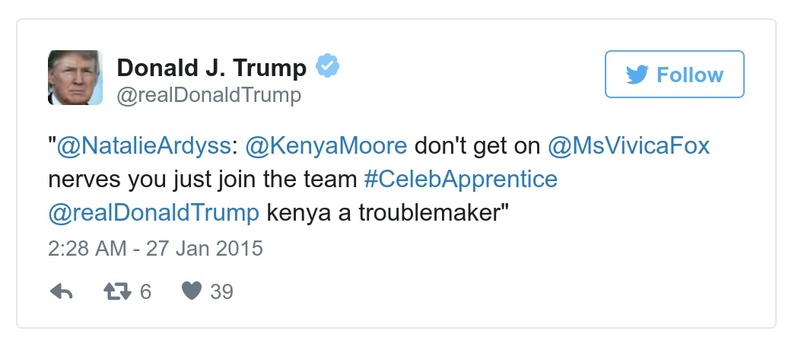 Donald J. Trump
@realDonaldTrump
Follow
"@NatalieArdyss: @KenyaMoore don't get on @MsVivicaFox
nerves you just join the team #CelebApprentice
@realDonaldTrump kenya a troublemaker"
2:28 AM - 27 Jan 2015
6 39